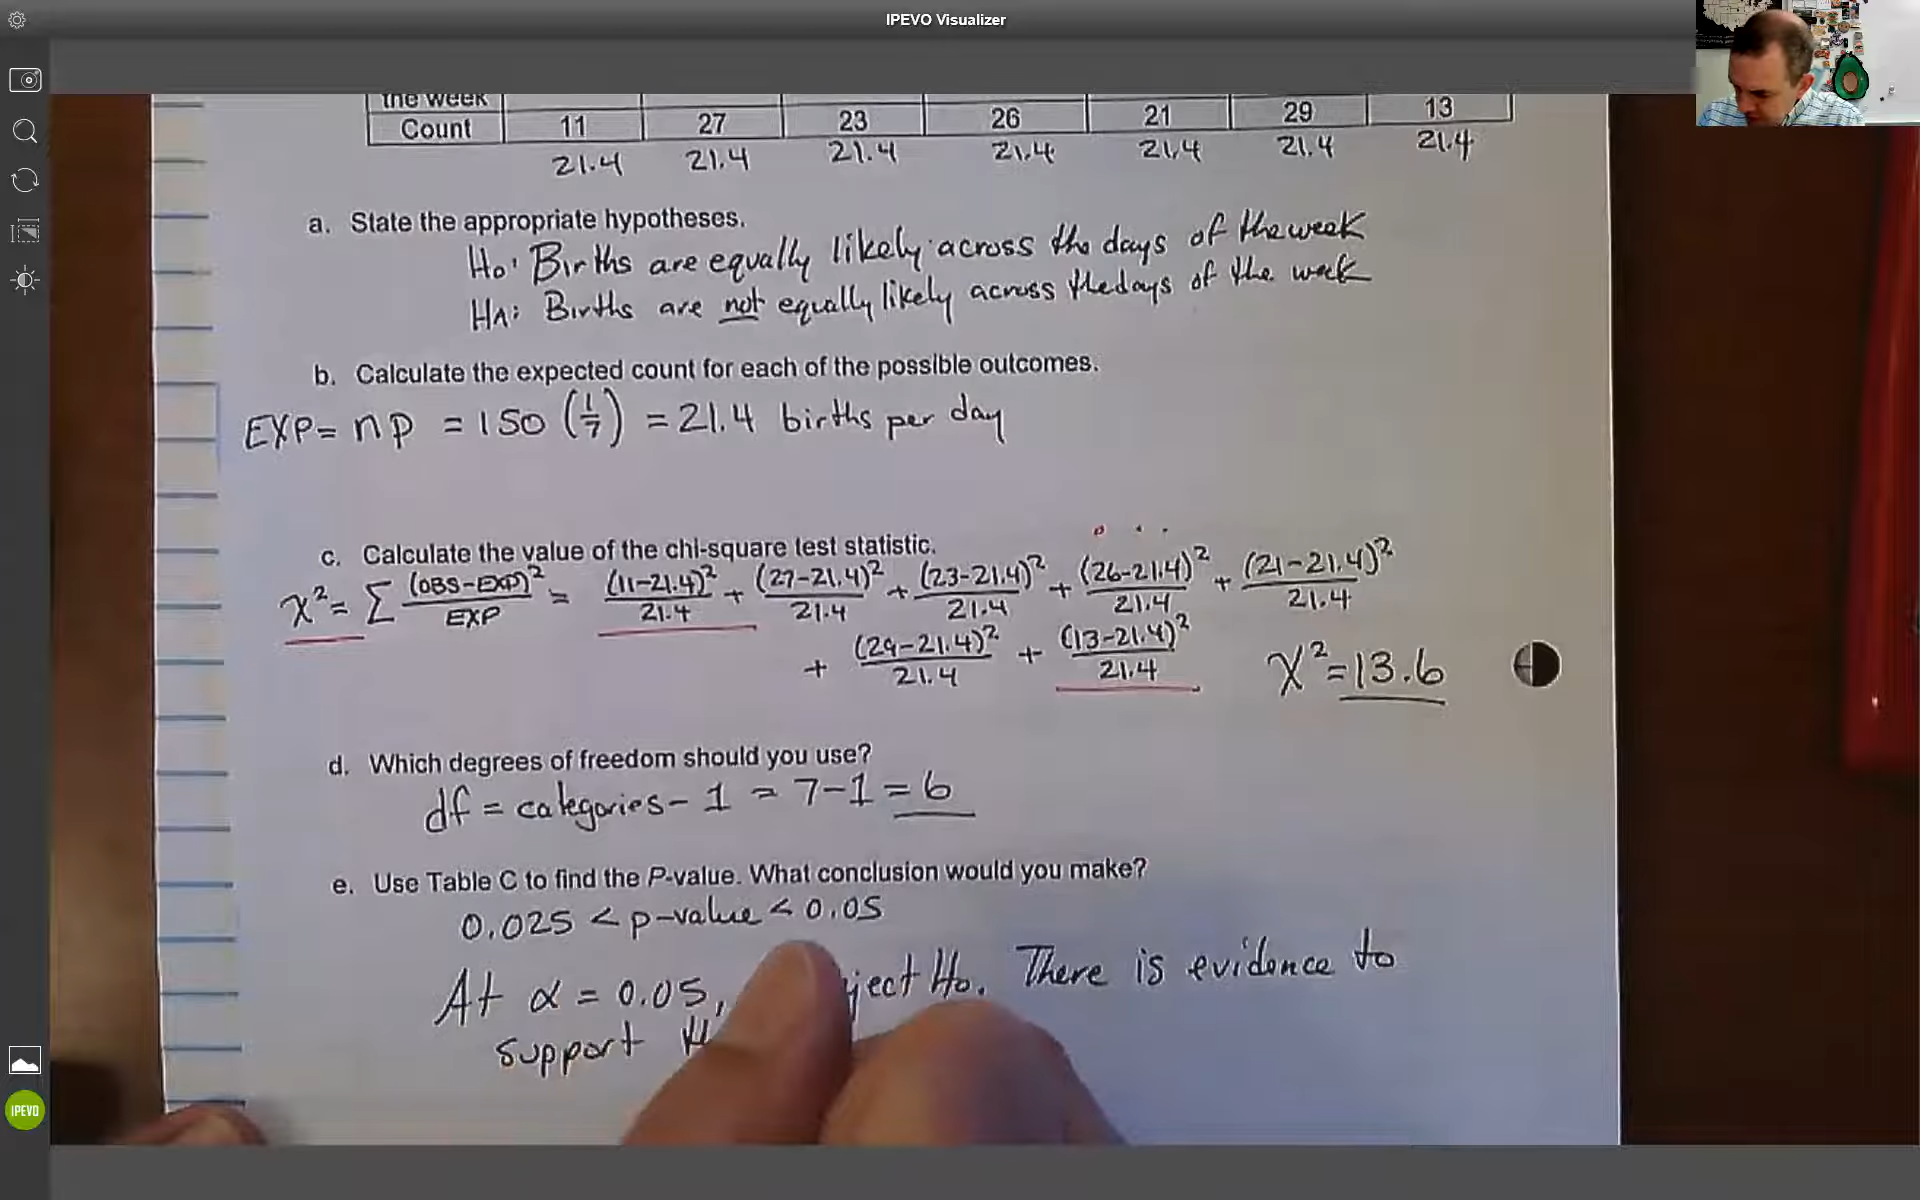 IPEVO Visualizer
the week
Count 11 27 23 26 21 29 13
21.4 21.4 21.4 21.4 21.4 21.4 21.4
a. State the appropriate hypotheses.
Ho: Births are equally likely across the days of the week
HA: Births are not equally likely across the days of the week
b. Calculate the expected count for each of the possible outcomes.
EXP = np = 150 (1/7) = 21.4 births per day
c. Calculate the value of the chi-square test statistic.
χ² = Σ (OBS-EXP)²/EXP = (11-21.4)²/21.4 + (27-21.4)²/21.4 + (23-21.4)²/21.4 + (26-21.4)²/21.4 + (21-21.4)²/21.4
+ (29-21.4)²/21.4 + (13-21.4)²/21.4 χ² = 13.6
d. Which degrees of freedom should you use?
df = categories - 1 = 7-1 = 6
e. Use Table C to find the P-value. What conclusion would you make?
0.025 < p-value < 0.05
At α = 0.05, ject Ho. There is evidence to
support
IPEVO